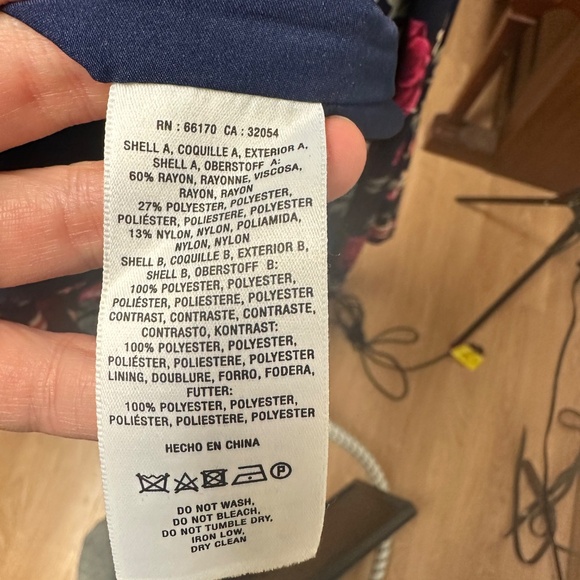 RN : 66170 CA : 32054
SHELL A, COQUILLE A, EXTERIOR A,
SHELL A, OBERSTOFF A:
60% RAYON, RAYONNE, VISCOSA,
RAYON, RAYON
27% POLYESTER, POLYESTER,
POLIÉSTER, POLIESTERE, POLYESTER
13% NYLON, NYLON, POLIAMIDA,
NYLON, NYLON
SHELL B, COQUILLE B, EXTERIOR B,
SHELL B, OBERSTOFF B:
100% POLYESTER, POLYESTER,
POLIÉSTER, POLIESTERE, POLYESTER
CONTRAST, CONTRASTE, CONTRASTE,
CONTRASTO, KONTRAST:
100% POLYESTER, POLYESTER,
POLIÉSTER, POLIESTERE, POLYESTER
LINING, DOUBLURE, FORRO, FODERA,
FUTTER:
100% POLYESTER, POLYESTER,
POLIÉSTER, POLIESTERE, POLYESTER
HECHO EN CHINA
P
DO NOT WASH,
DO NOT BLEACH,
DO NOT TUMBLE DRY,
IRON LOW,
DRY CLEAN